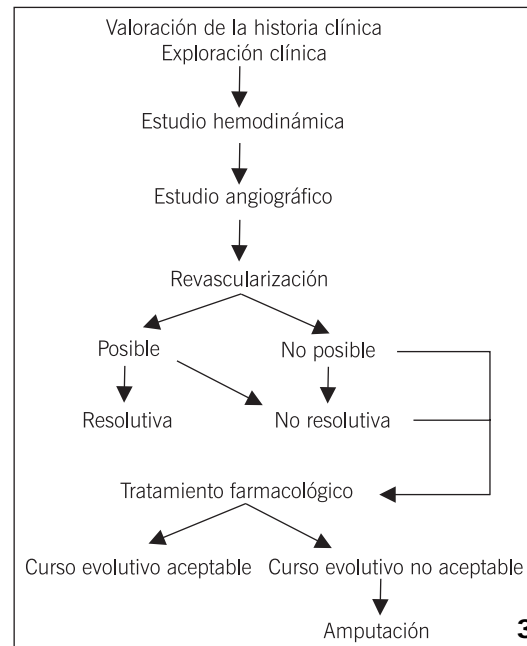 Valoración de la historia clínica
Exploración clínica
Estudio hemodinámica
Estudio angiográfico
Revascularización
Posible
No posible
Resolutiva
No resolutiva
Tratamiento farmacológico
Curso evolutivo aceptable
Curso evolutivo no aceptable
Amputación
3